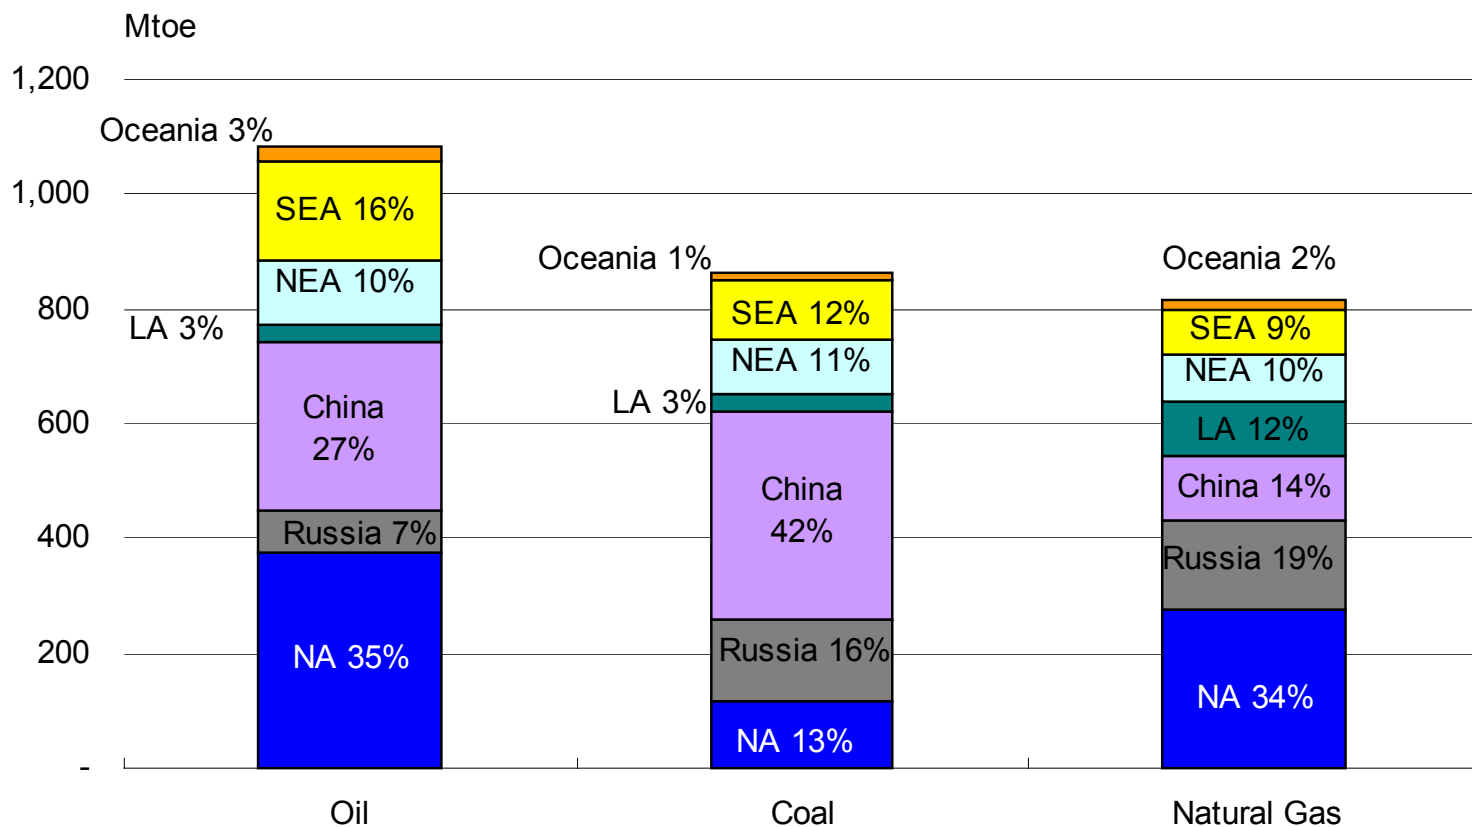 Mtoe
1,200
1,000
800
600
400
200
-
Oceania 3%
SEA 16%
NEA 10%
LA 3%
China
27%
Russia 7%
NA 35%
Oceania 1%
SEA 12%
NEA 11%
LA 3%
China
42%
Russia 16%
NA 13%
Oceania 2%
SEA 9%
NEA 10%
LA 12%
China 14%
Russia 19%
NA 34%
Oil
Coal
Natural Gas